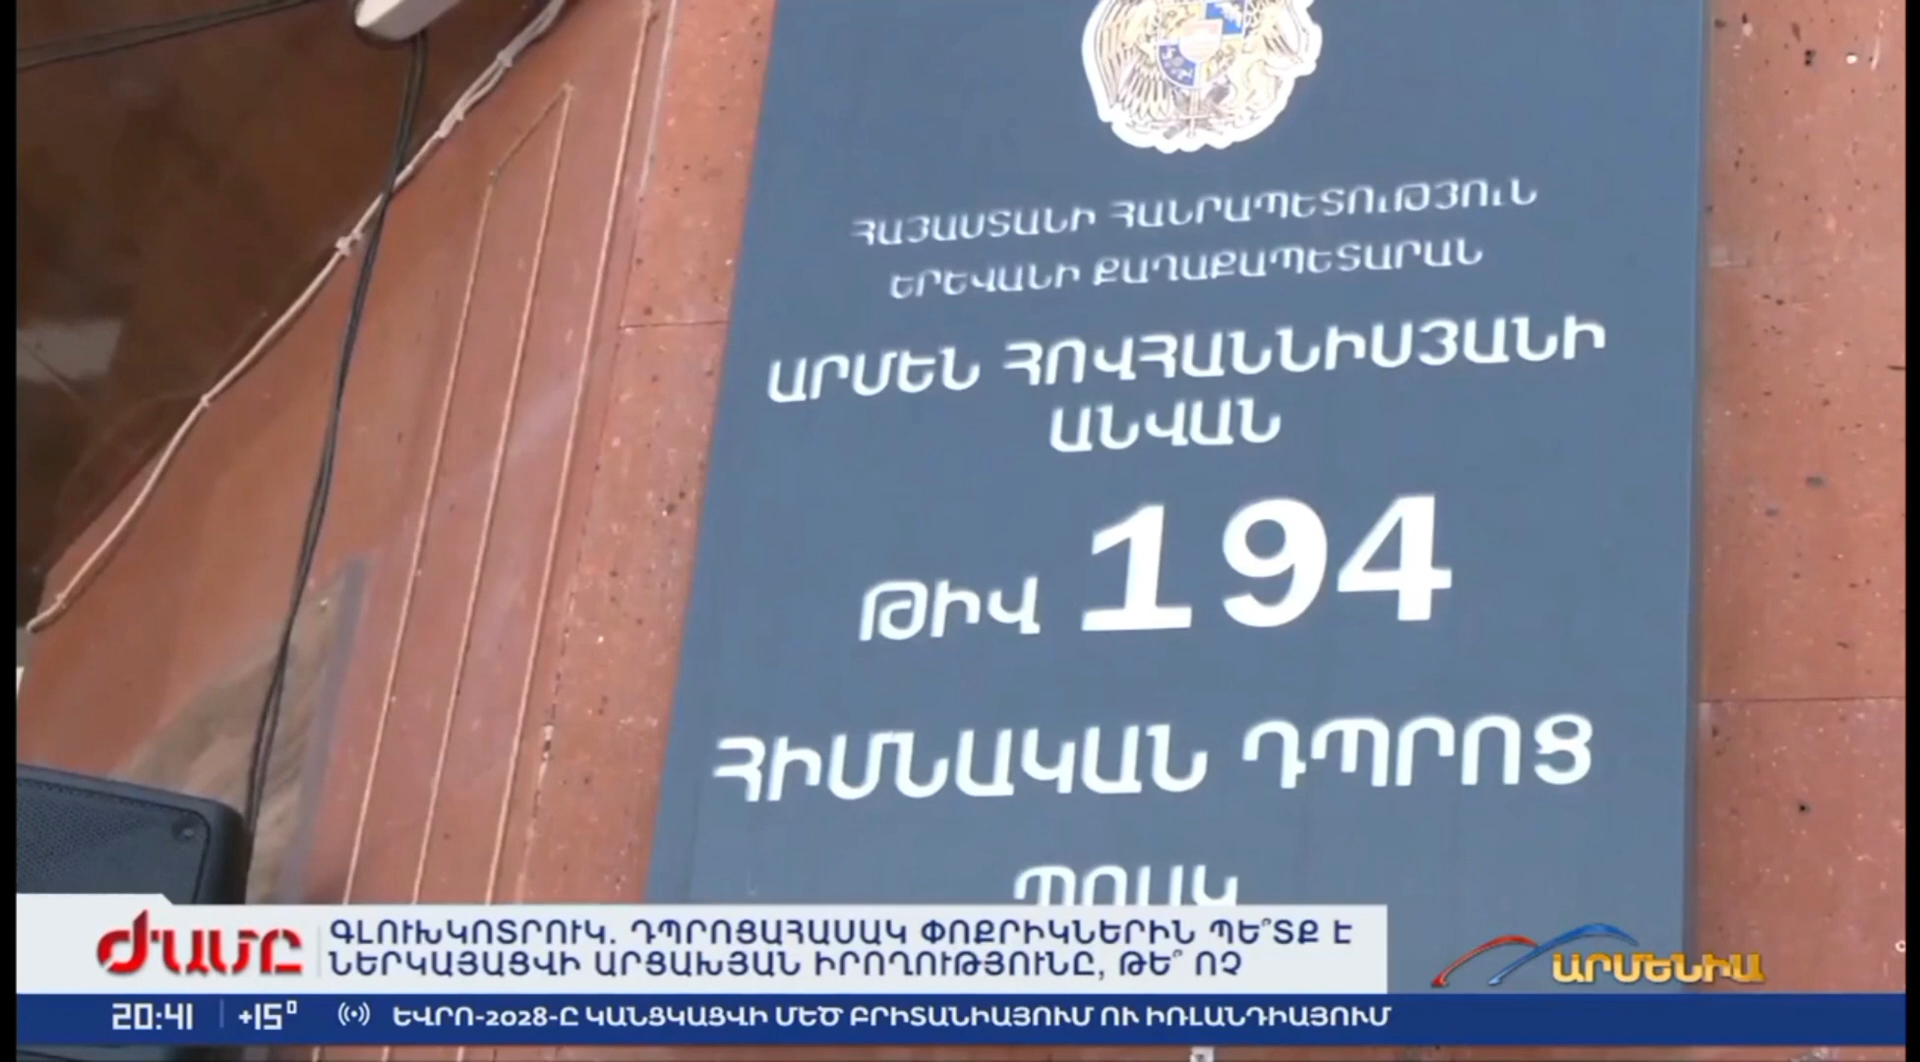 ՀԱՅԱՍՏԱՆԻ ՀԱՆՐԱՊԵՏՈւԹՅՈւՆ
ԵՐԵՎԱՆԻ ՔԱՂԱՔԱՊԵՏԱՐԱՆ
ԱՐՄԵՆ ՀՈՎՀԱՆՆԻՍՅԱՆԻ
ԱՆՎԱՆ
ԹԻՎ 194
ՀԻՄՆԱԿԱՆ ԴՊՐՈՑ
ՊՈԱԿ
ԺԱՄԸ
ԳԼՈՒԽԿՈՏՐՈՒԿ. ԴՊՐՈՑԱՀԱՍԱԿ ՓՈՔՐԻԿՆԵՐԻՆ ՊԵ՞ՏՔ Է
ՆԵՐԿԱՅԱՑՎԻ ԱՐՑԱԽՅԱՆ ԻՐՈՂՈՒԹՅՈՒՆԸ, ԹԵ՞ ՈՉ
ԱՐՄԵՆԻԱ
20:41 +15° ԵՎՐՈ-2028-Ը ԿԱՆՑԿԱՑՎԻ ՄԵԾ ԲՐԻՏԱՆԻԱՅՈՒՄ ՈՒ ԻՌԼԱՆԴԻԱՅՈՒՄ